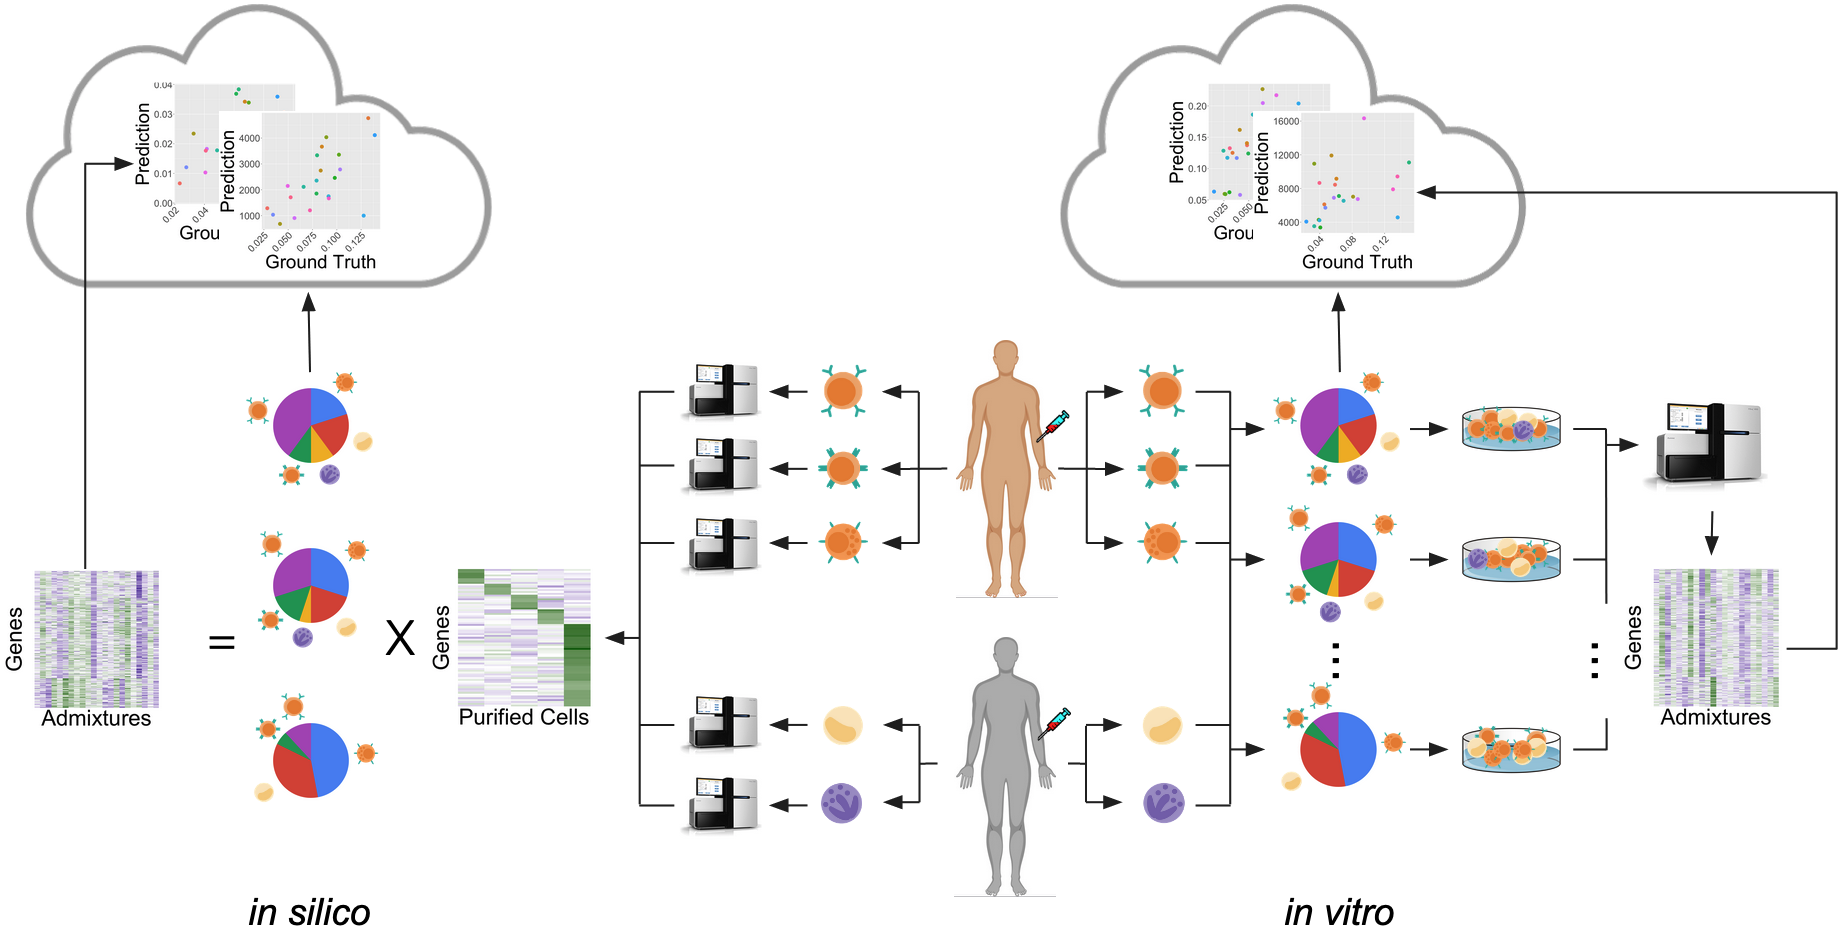 Prediction
0.04
0.03
0.02
0.01
0.00
0.02
0.04
Grou
Prediction
4000
3000
2000
1000
0.025
0.050
0.075
0.100
0.125
Ground Truth
Prediction
0.20
0.15
0.10
0.05
0.025
0.050
Grou
Prediction
16000
12000
8000
4000
0.04
0.08
0.12
Ground Truth
Genes
Admixtures
=
X
Genes
Purified Cells
Genes
Admixtures
in silico
in vitro